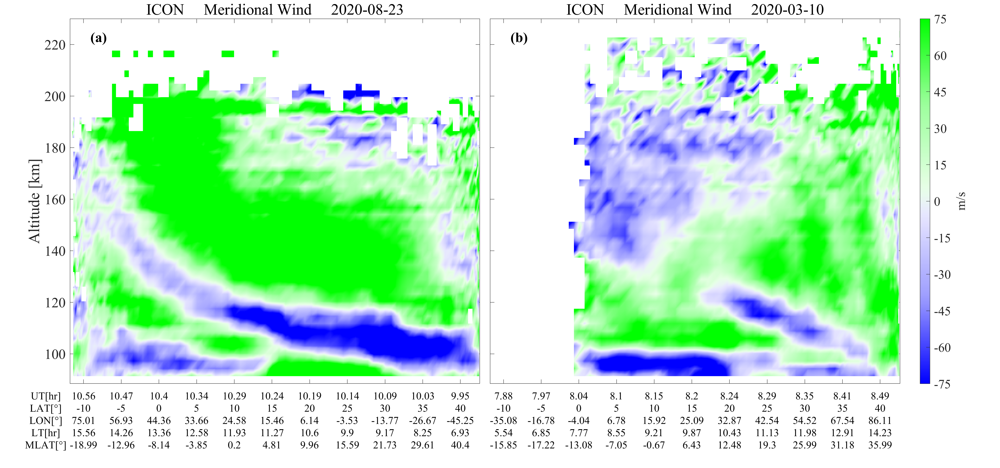 ICON Meridional Wind 2020-08-23
ICON Meridional Wind 2020-03-10
(a)
(b)
Altitude [km]
220
200
180
160
140
120
100
75
60
45
30
15
0
-15
-30
-45
-60
-75
m/s
UT[hr] 10.56 10.47 10.4 10.34 10.29 10.24 10.19 10.14 10.09 10.03 9.95 7.88 7.97 8.04 8.1 8.15 8.2 8.24 8.29 8.35 8.41 8.49
LAT[°] -10 -5 0 5 10 15 20 25 30 35 40 -10 -5 0 5 10 15 20 25 30 35 40
LON[°] 75.01 56.93 44.36 33.66 24.58 15.46 6.14 -3.53 -13.77 -26.67 -45.25 -35.08 -16.78 -4.04 6.78 15.92 25.09 32.87 42.54 54.52 67.54 86.11
LT[hr] 15.56 14.26 13.36 12.58 11.93 11.27 10.6 9.9 9.17 8.25 6.93 5.54 6.85 7.77 8.55 9.21 9.87 10.43 11.13 11.98 12.91 14.23
MLAT[°] -18.99 -12.96 -8.14 -3.85 0.2 4.81 9.96 15.59 21.73 29.61 40.4 -15.85 -17.22 -13.08 -7.05 -0.67 6.43 12.48 19.3 25.99 31.18 35.99